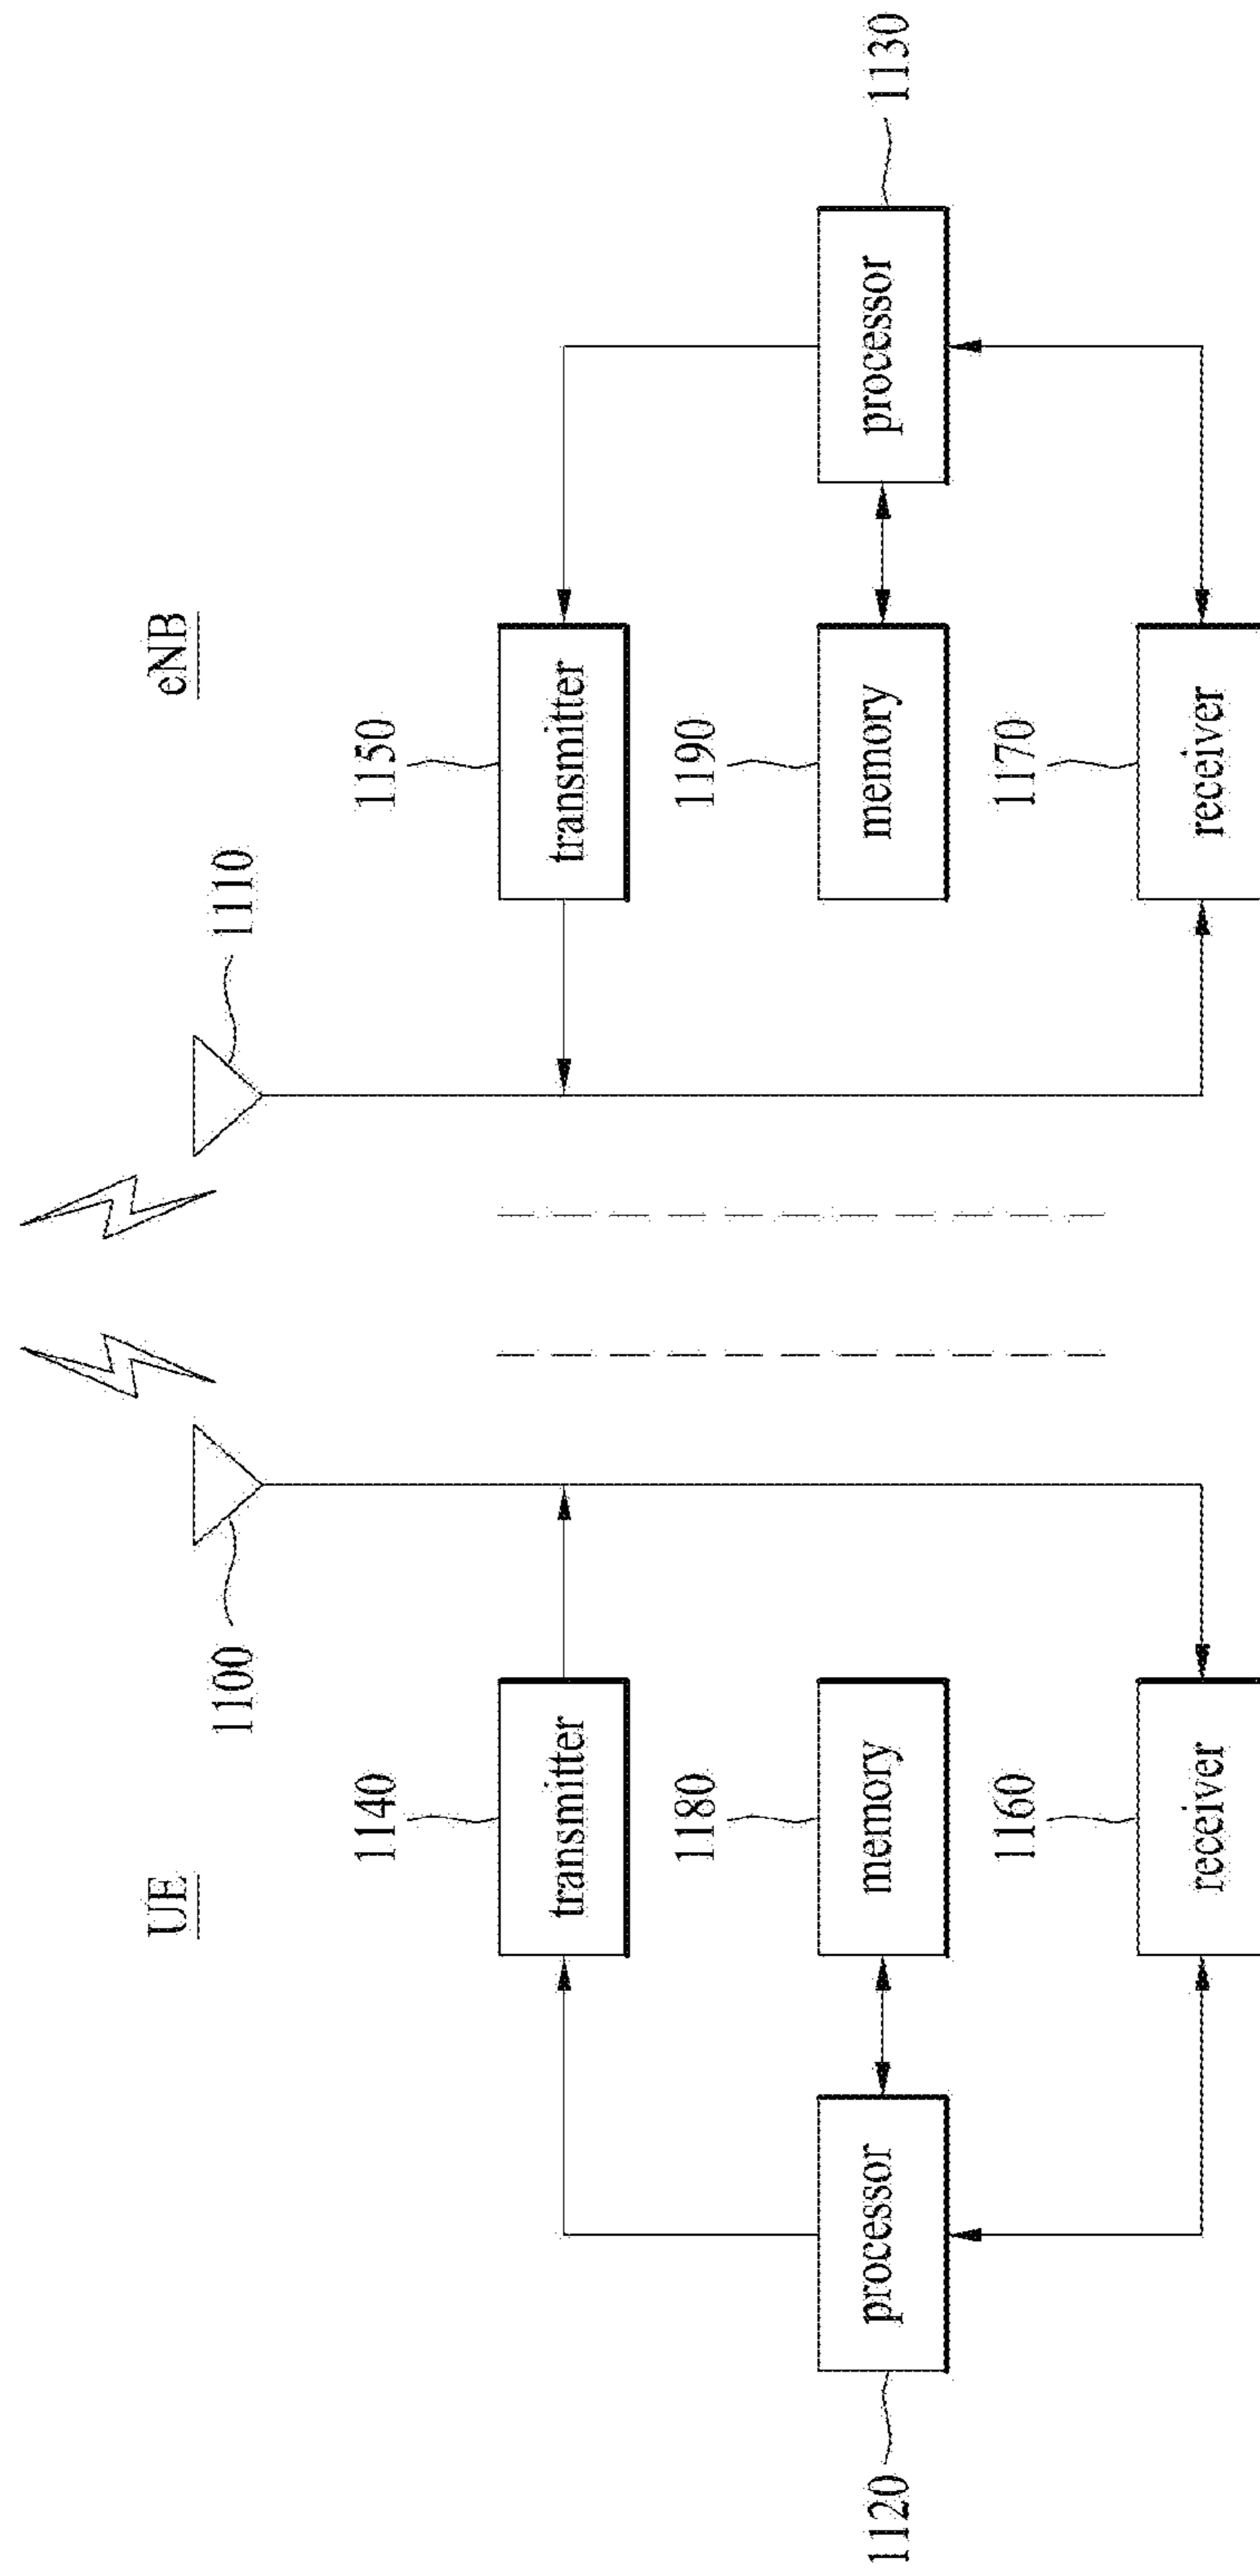 UE
eNB
1100
1110
1140
transmitter
1150
transmitter
1120
processor
1180
memory
1190
memory
processor
1130
1160
receiver
1170
receiver